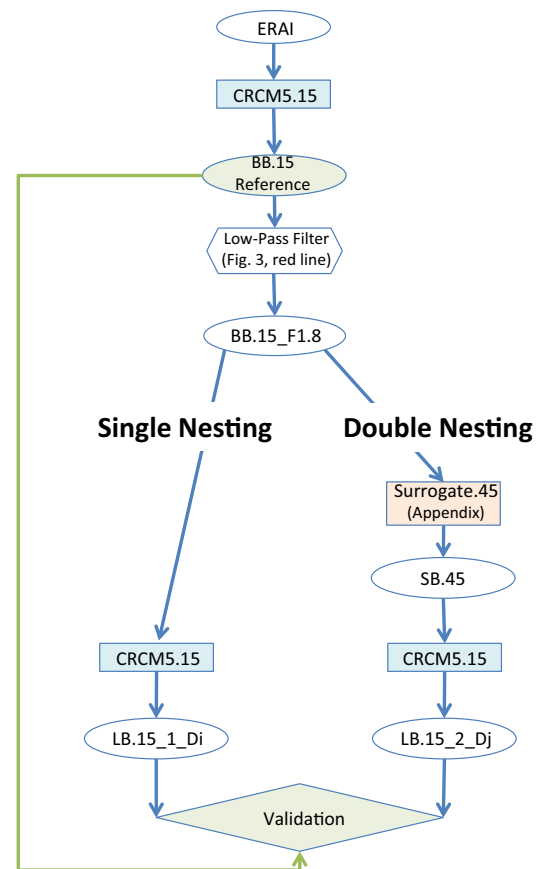 ERAI
CRCM5.15
BB.15
Reference
Low-Pass Filter
(Fig. 3, red line)
BB.15_F1.8
Single Nesting
Double Nesting
Surrogate.45
(Appendix)
SB.45
CRCM5.15
CRCM5.15
LB.15_1_Di
LB.15_2_Dj
Validation